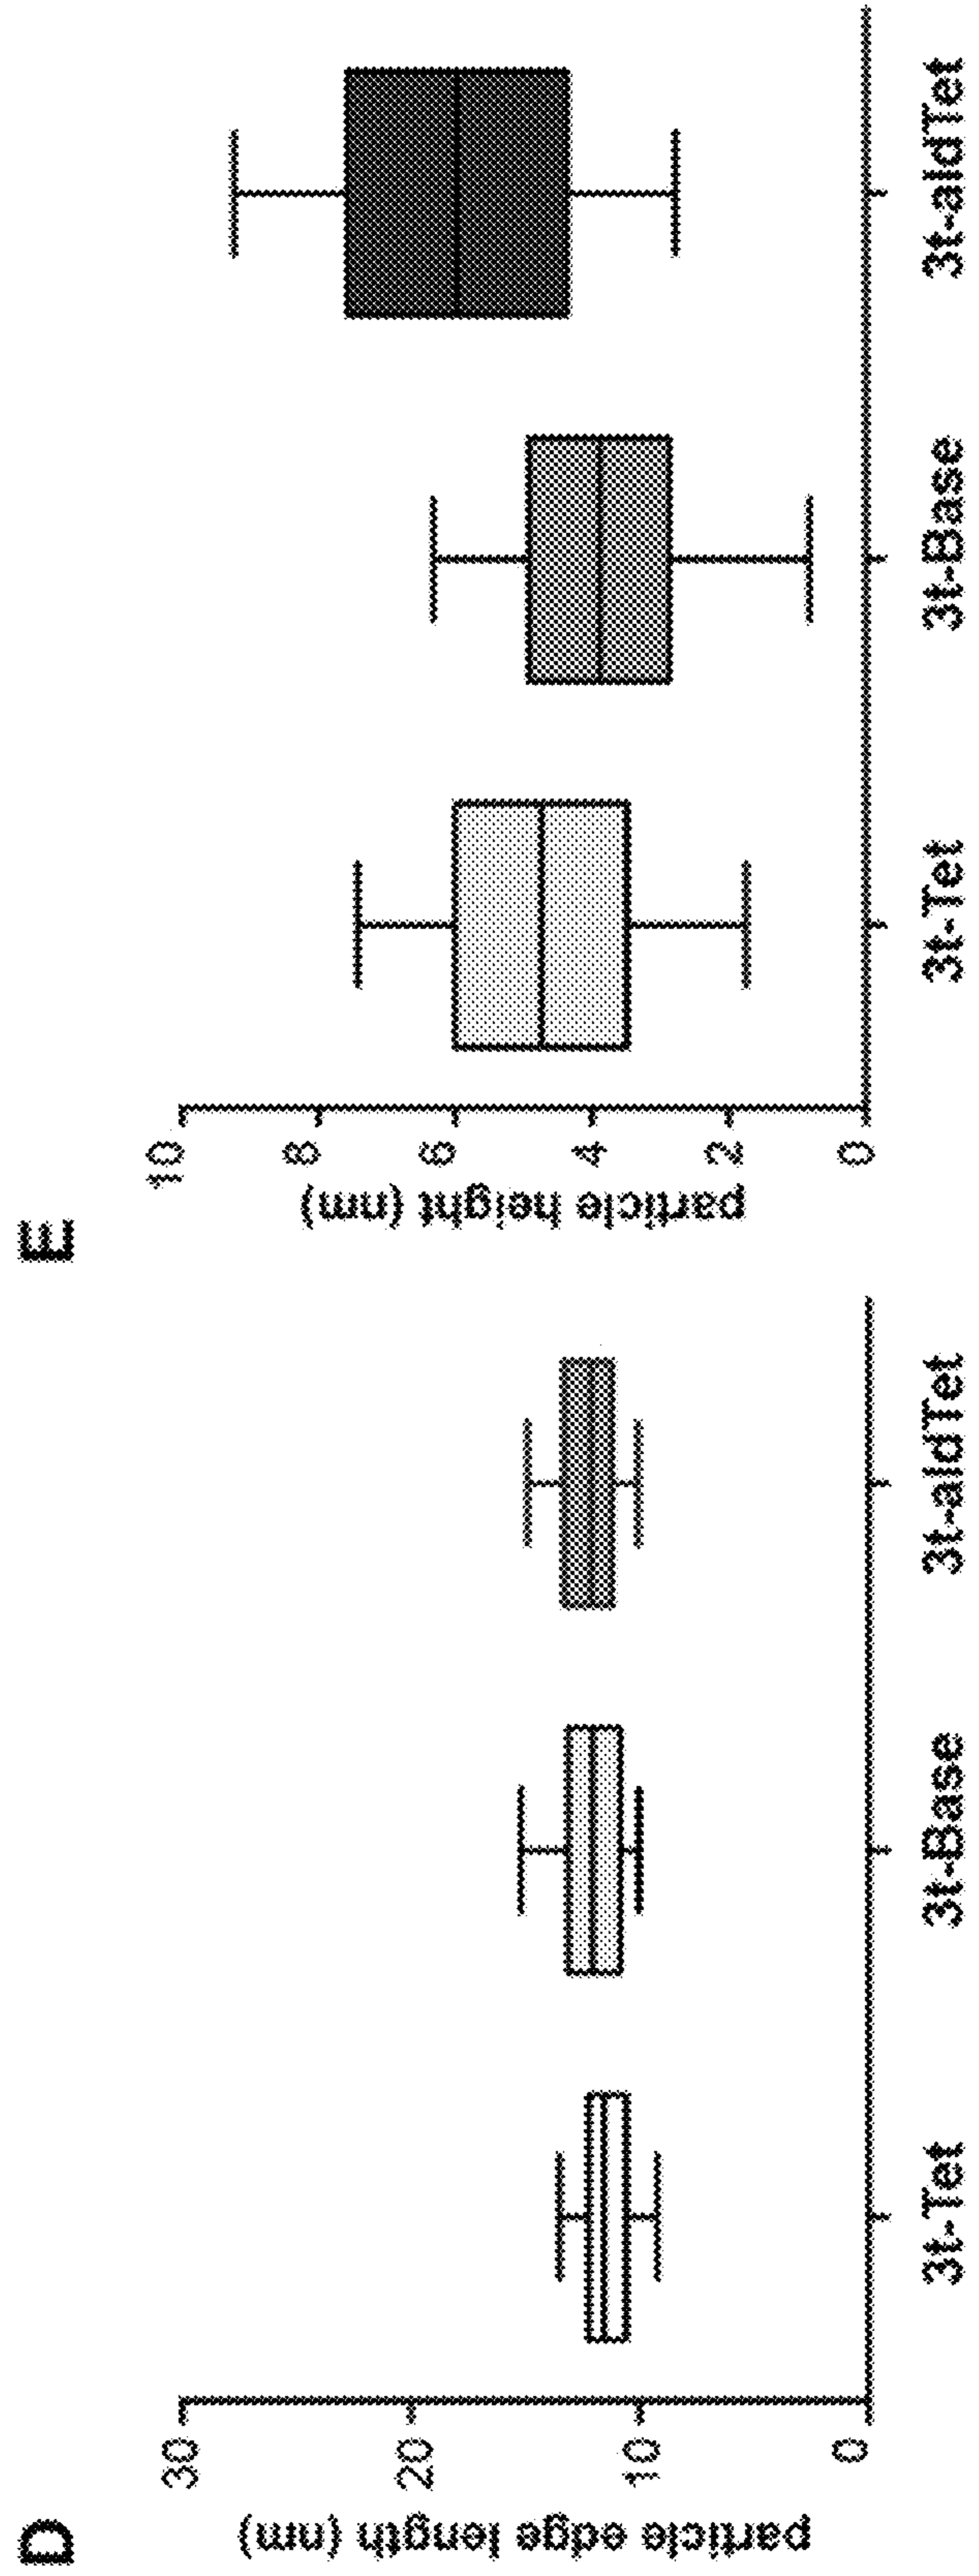 D
particle edge length (nm)
30
20
10
0
3t-Tet
3t-Base
3t-aldTet
E
particle height (nm)
10
8
6
4
2
0
3t-Tet
3t-Base
3t-aldTet